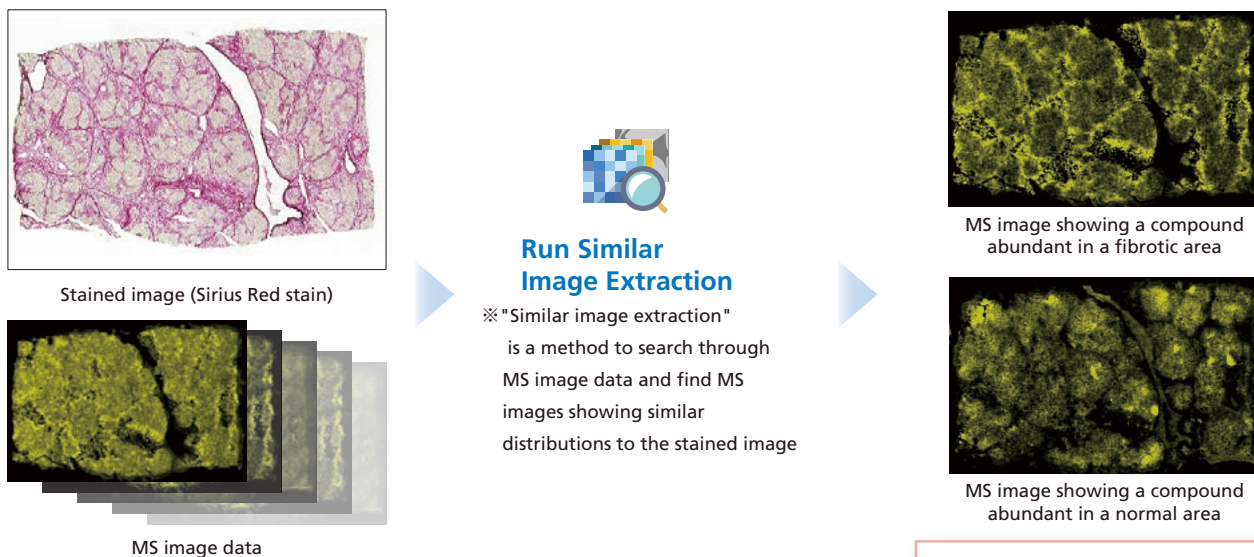 Stained image (Sirius Red stain)
MS image data
Run Similar
Image Extraction
※"Similar image extraction"
is a method to search through
MS image data and find MS
images showing similar
distributions to the stained image
MS image showing a compound
abundant in a fibrotic area
MS image showing a compound
abundant in a normal area